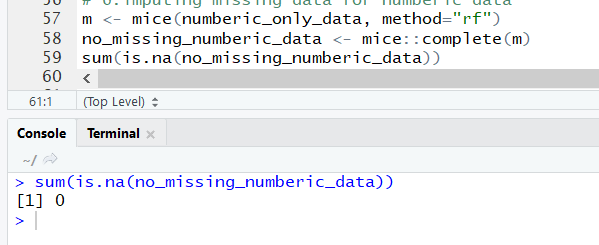 56 # 6.Imputing missing data for numberic data
57 m <- mice(numberic_only_data, method="rf")
58 no_missing_numberic_data <- mice::complete(m)
59 sum(is.na(no_missing_numberic_data))
60
61:1 (Top Level)
Console Terminal
~/
> sum(is.na(no_missing_numberic_data))
[1] 0
>